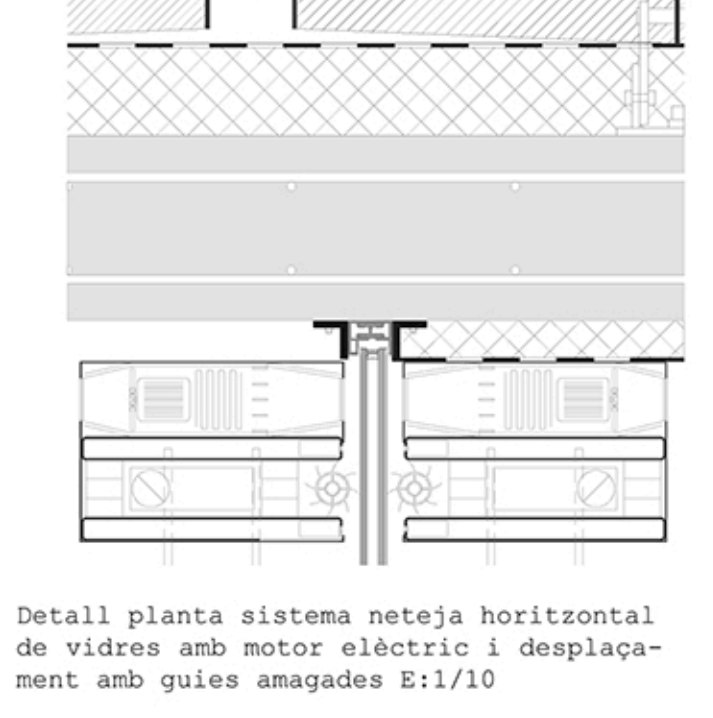 Detall planta sistema neteja horitzontal
de vidres amb motor elèctric i desplaça-
ment amb guies amagades E:1/10